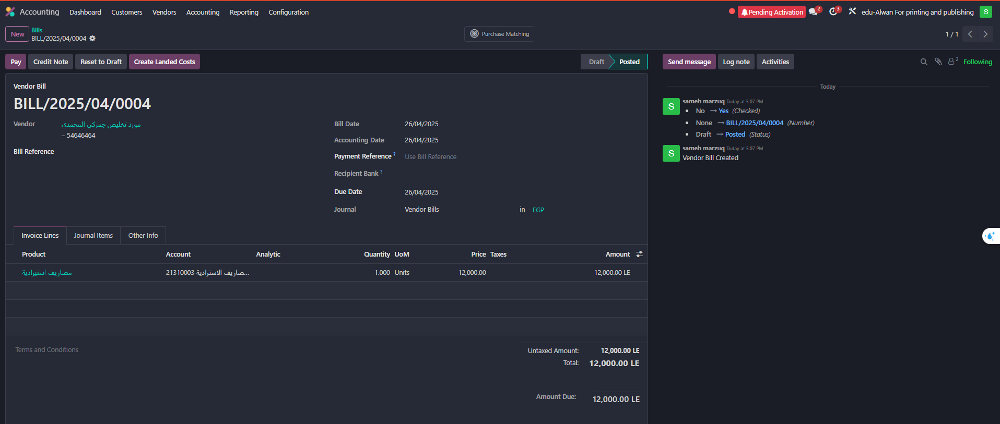 Accounting Dashboard Customers Vendors Accounting Reporting Configuration
Pending Activation 2 3 edu-Alwan For printing and publishing S
New Bills
BILL/2025/04/0004
Purchase Matching
1 / 1
Pay Credit Note Reset to Draft Create Landed Costs
Draft Posted
Send message Log note Activities
2 Following
Vendor Bill
BILL/2025/04/0004
Vendor مورد تخليص جمركي المحمدي
– 54646464
Bill Reference
Bill Date 26/04/2025
Accounting Date 26/04/2025
Payment Reference ? Use Bill Reference
Recipient Bank ?
Due Date 26/04/2025
Journal Vendor Bills in EGP
Invoice Lines Journal Items Other Info
Product Account Analytic Quantity UoM Price Taxes Amount
مصاريف استيرادية 21310003 صاريف الاسترادية... 1.000 Units 12,000.00 12,000.00 LE
Terms and Conditions
Untaxed Amount: 12,000.00 LE
Total: 12,000.00 LE
Amount Due: 12,000.00 LE
Today
S sameh marzuq Today at 5:07 PM
No → Yes (Checked)
None → BILL/2025/04/0004 (Number)
Draft → Posted (Status)
S sameh marzuq Today at 5:07 PM
Vendor Bill Created